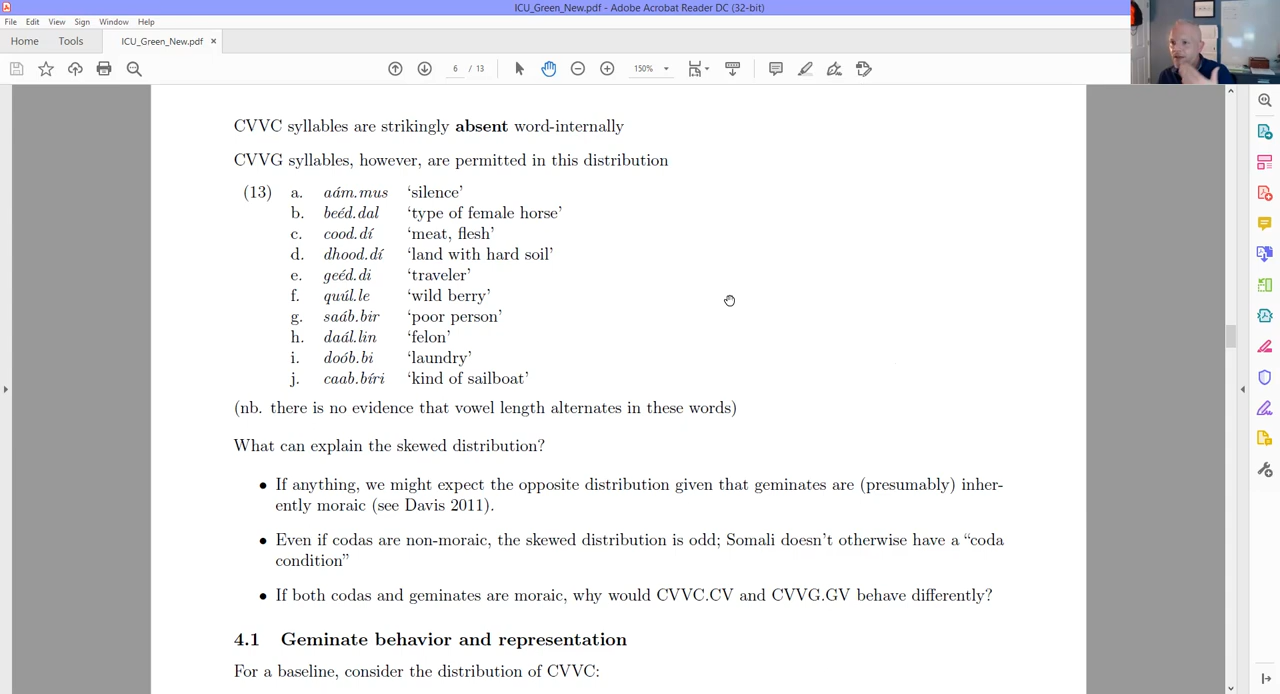 ICU_Green_New.pdf - Adobe Acrobat Reader DC (32-bit)
File Edit View Sign Window Help
Home Tools ICU_Green_New.pdf ×
6 / 13 150%
CVVC syllables are strikingly absent word-internally
CVVG syllables, however, are permitted in this distribution
(13) a. aám.mus ‘silence’
b. beéd.dal ‘type of female horse’
c. cood.dí ‘meat, flesh’
d. dhood.dí ‘land with hard soil’
e. geéd.di ‘traveler’
f. quúl.le ‘wild berry’
g. saáb.bir ‘poor person’
h. daál.lin ‘felon’
i. doób.bi ‘laundry’
j. caab.bíri ‘kind of sailboat’
(nb. there is no evidence that vowel length alternates in these words)
What can explain the skewed distribution?
• If anything, we might expect the opposite distribution given that geminates are (presumably) inher-
ently moraic (see Davis 2011).
• Even if codas are non-moraic, the skewed distribution is odd; Somali doesn’t otherwise have a “coda
condition”
• If both codas and geminates are moraic, why would CVVC.CV and CVVG.GV behave differently?
4.1 Geminate behavior and representation
For a baseline, consider the distribution of CVVC: